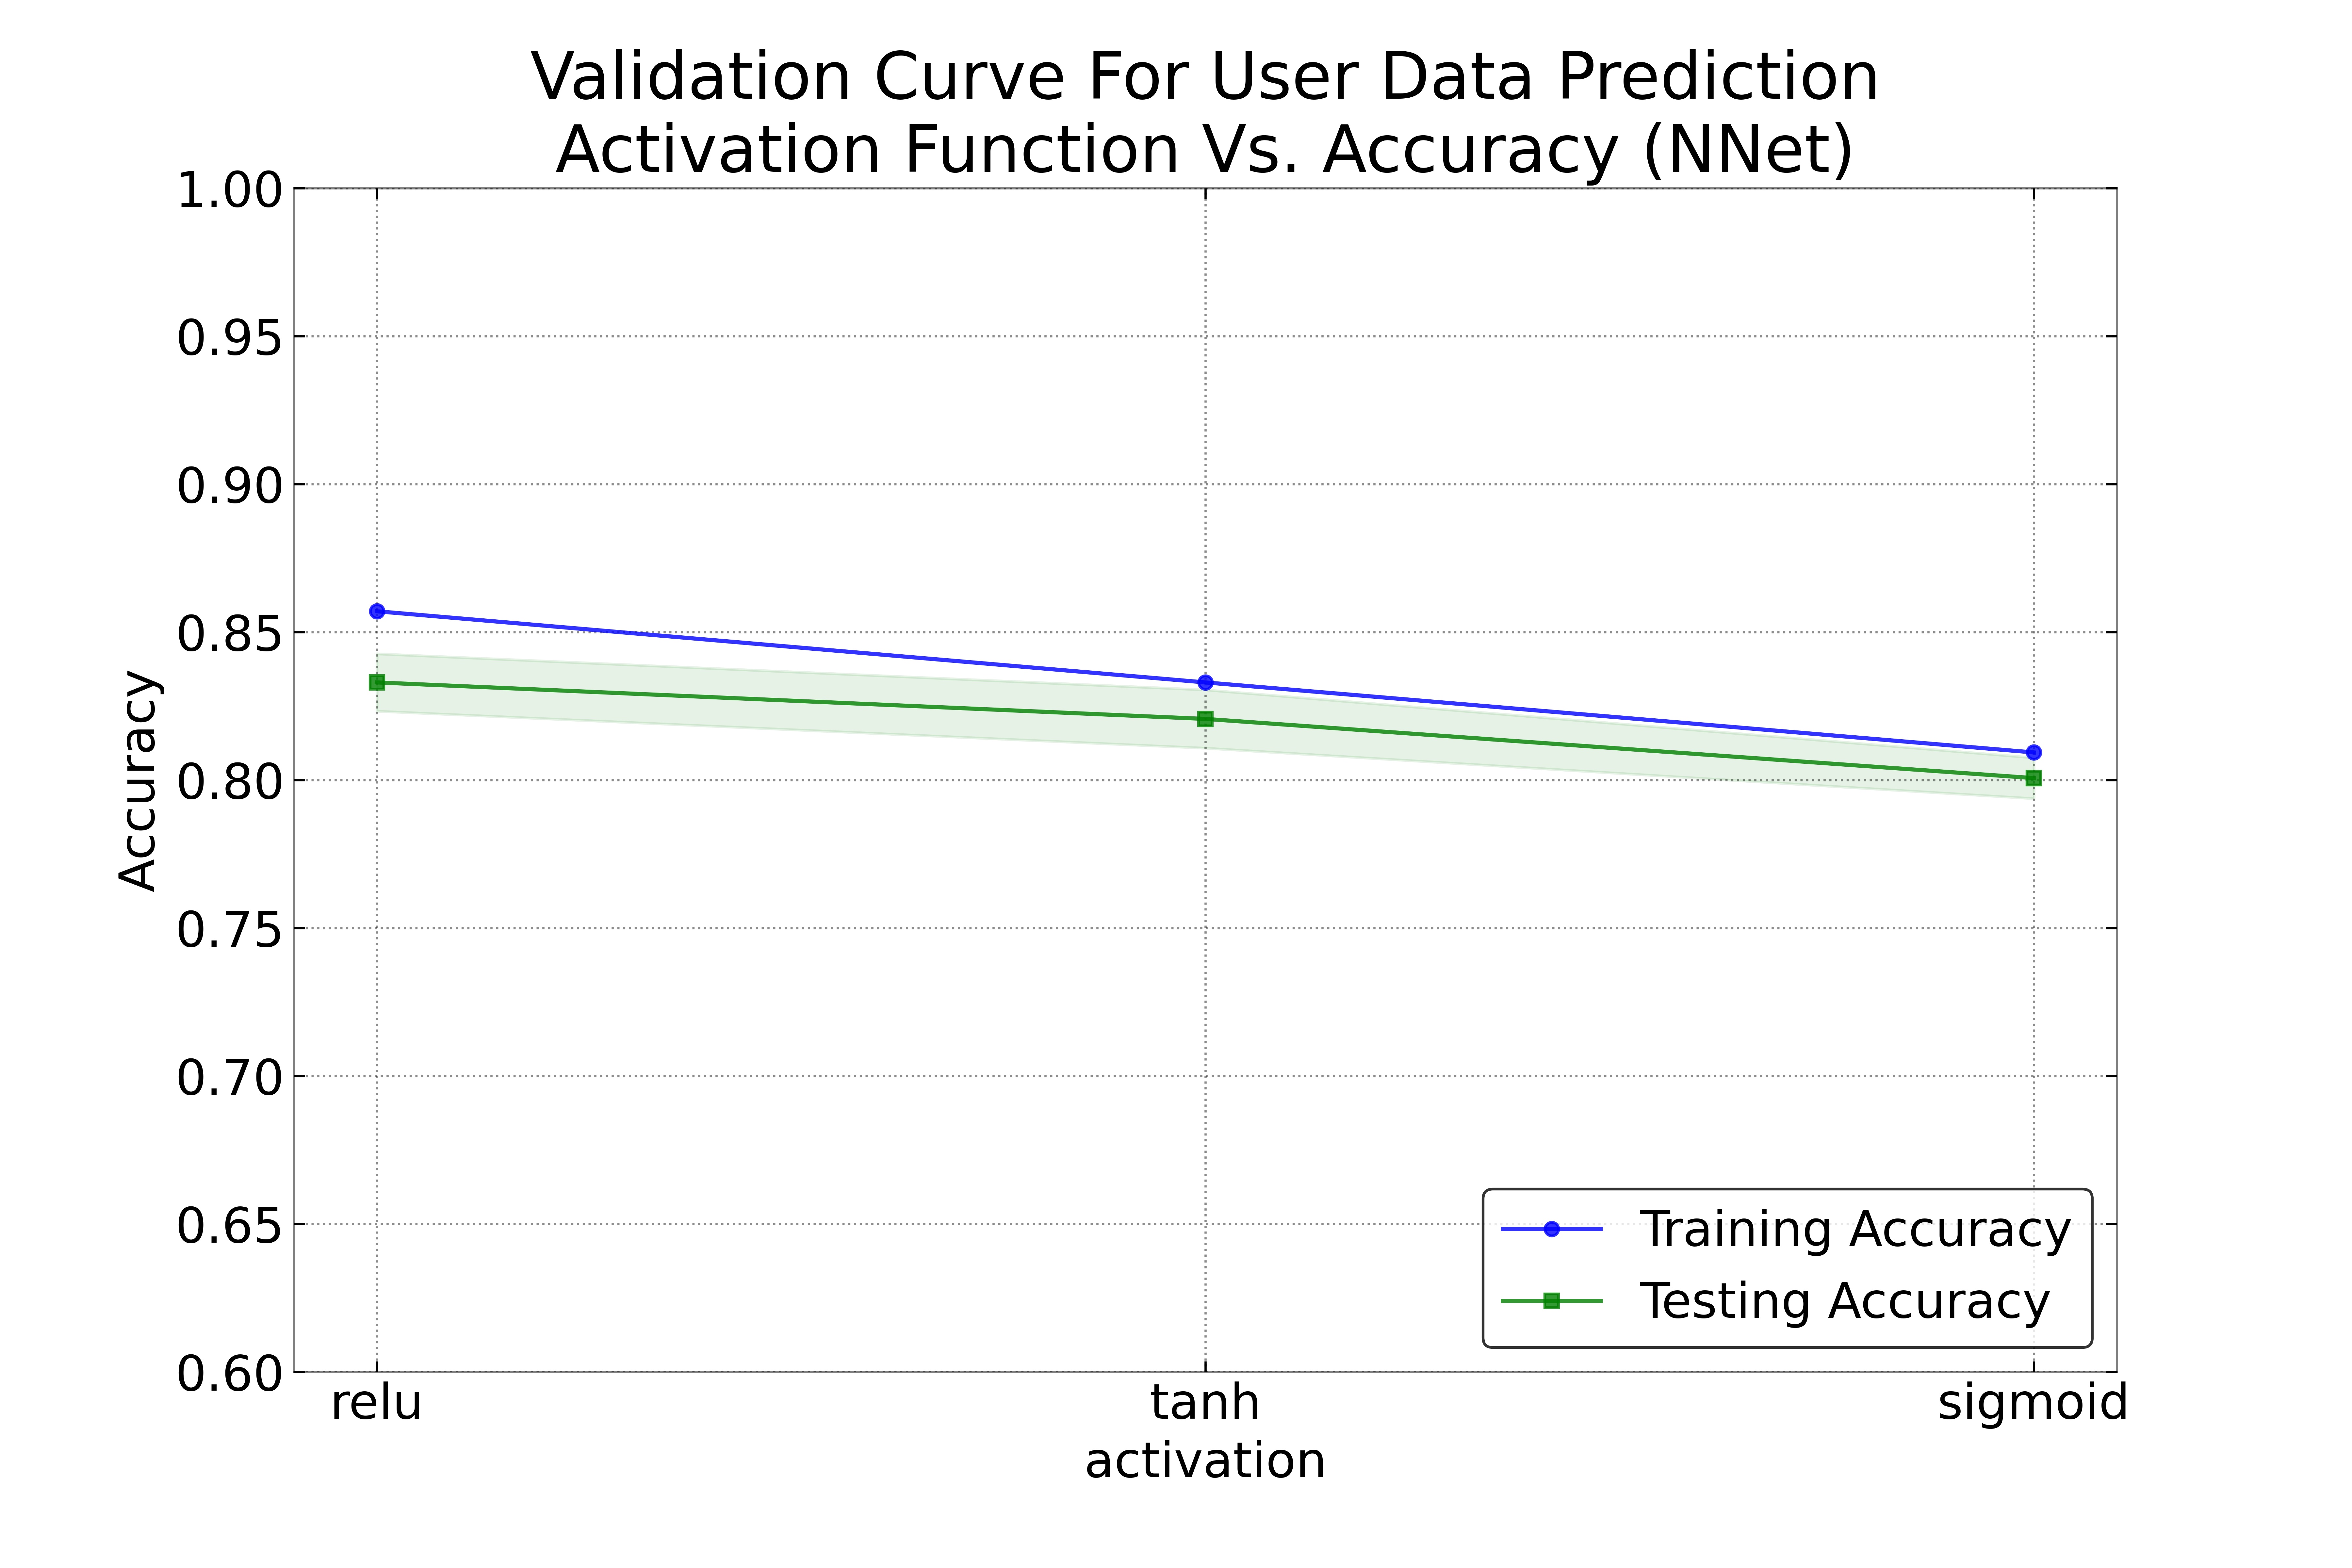 Validation Curve For User Data Prediction
Activation Function Vs. Accuracy (NNet)
1.00
0.95
0.90
0.85
0.80
0.75
0.70
0.65
0.60
Accuracy
Training Accuracy
Testing Accuracy
relu tanh sigmoid
activation